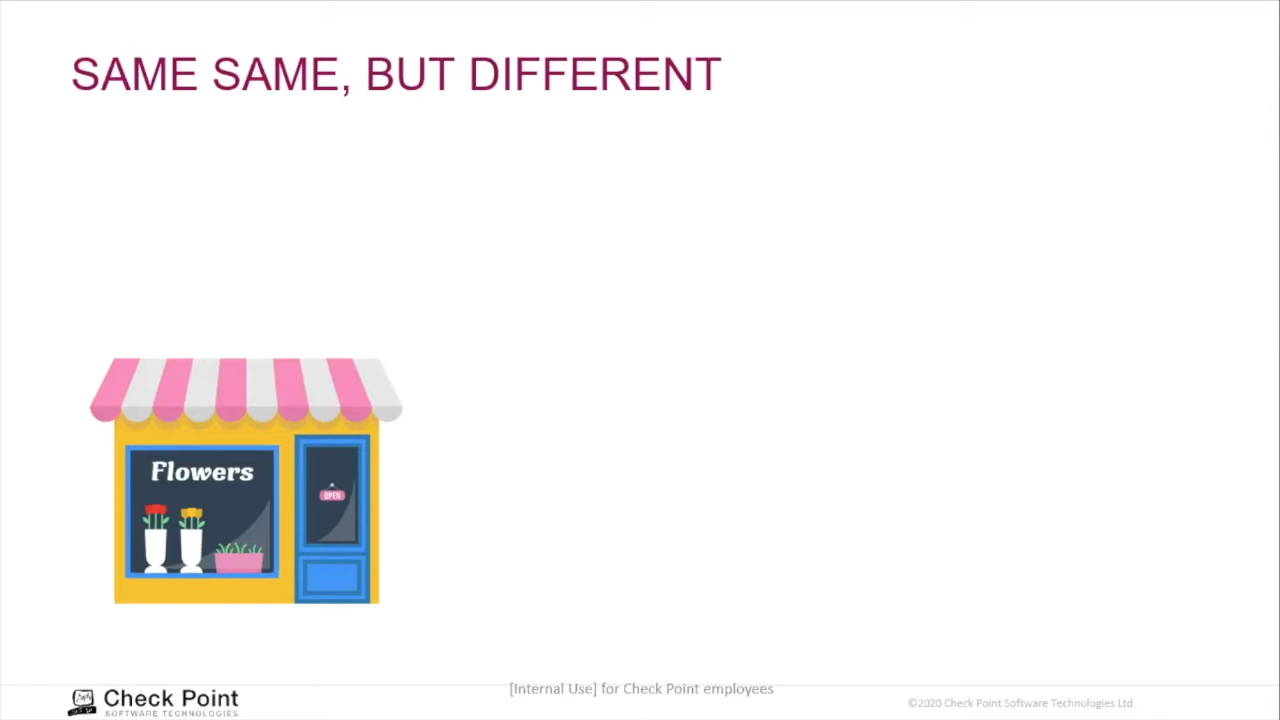 SAME SAME, BUT DIFFERENT
Flowers
OPEN
[Internal Use] for Check Point employees
Check Point
SOFTWARE TECHNOLOGIES
©2020 Check Point Software Technologies Ltd.